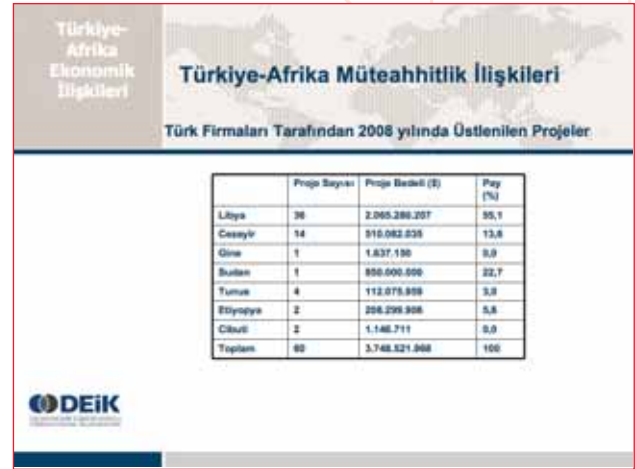 Türkiye-
Afrika
Ekonomik
İlişkileri
Türkiye-Afrika Müteahhitlik İlişkileri
Türk Firmaları Tarafından 2008 yılında Üstlenilen Projeler
Proje Sayısı Proje Bedeli ($) Pay (%)
Libya 36 2.065.280.207 55,1
Cezayir 14 510.082.035 13,6
Gine 1 1.637.150 0,0
Sudan 1 850.000.000 22,7
Tunus 4 112.075.959 3,0
Etiyopya 2 208.299.906 5,6
Cibuti 2 1.146.711 0,0
Toplam 60 3.748.521.968 100
DEİK